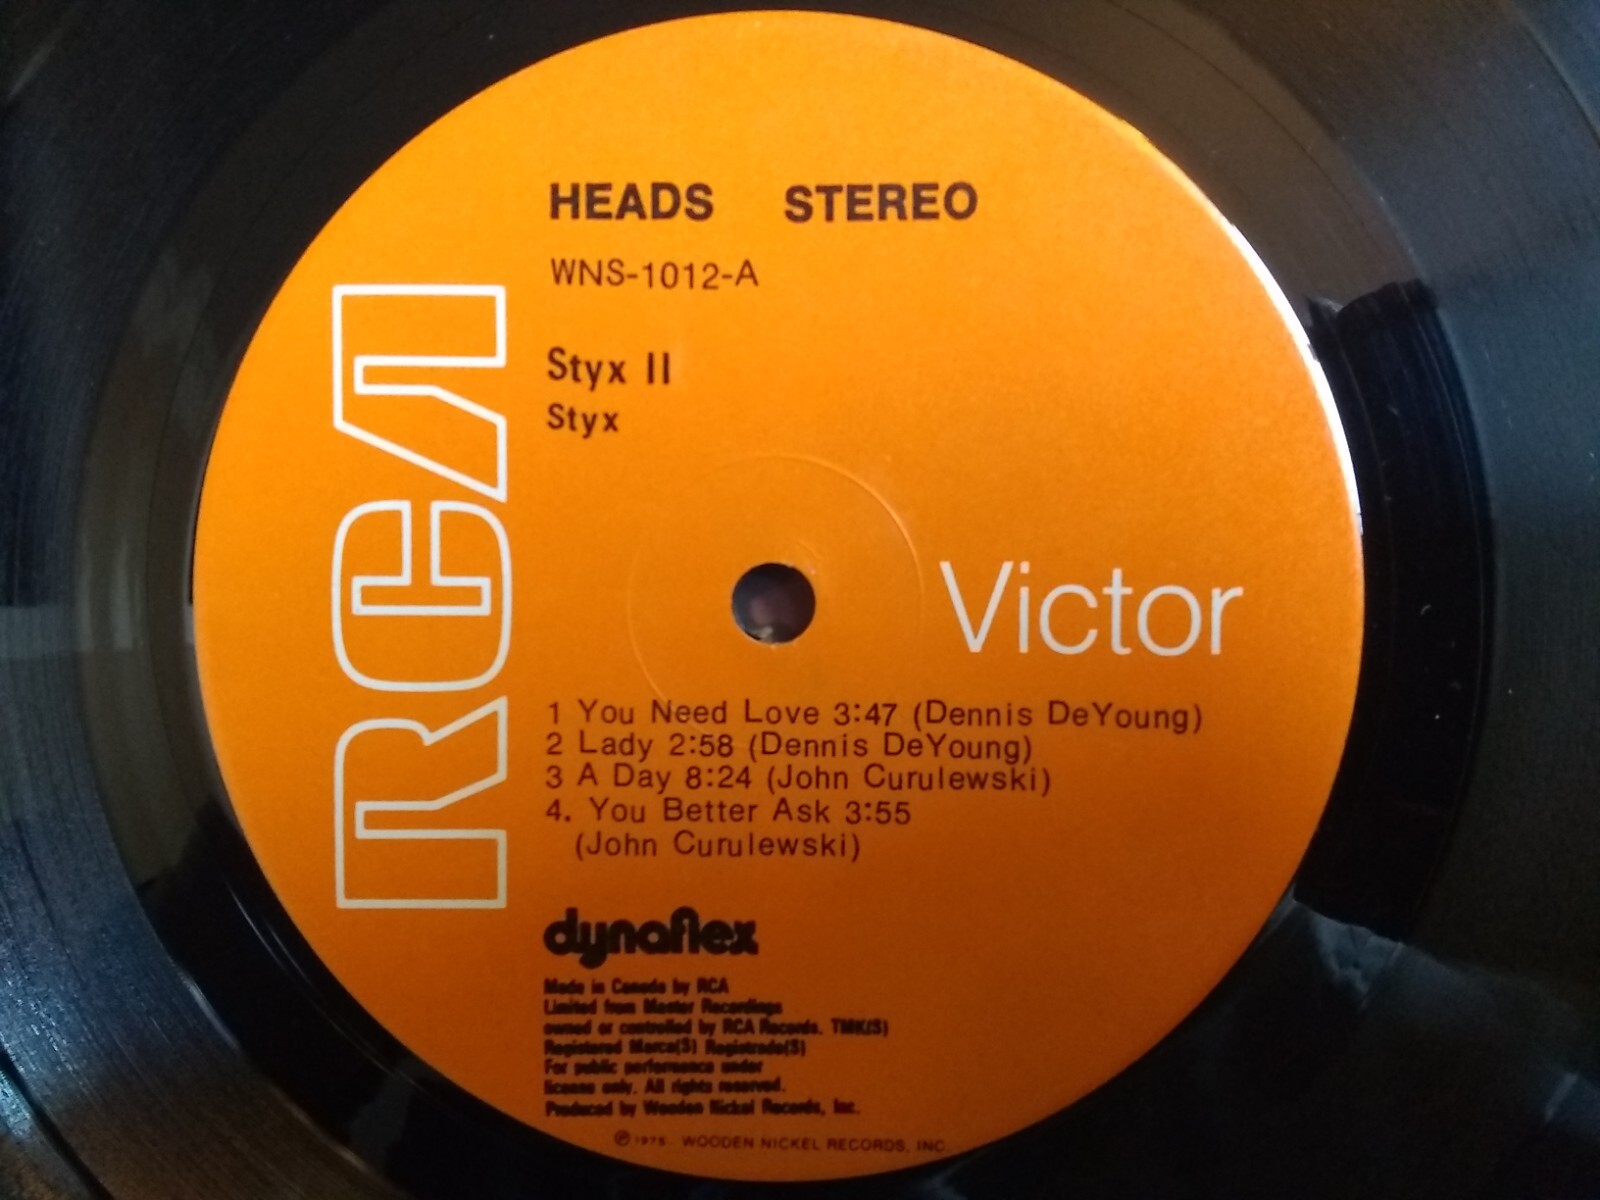 HEADS STEREO
WNS-1012-A
Styx II
Styx
RCA
Victor
1 You Need Love 3:47 (Dennis DeYoung)
2 Lady 2:58 (Dennis DeYoung)
3 A Day 8:24 (John Curulewski)
4. You Better Ask 3:55
(John Curulewski)
dynaflex
Made in Canada by RCA
Limited from Master Recordings
owned or controlled by RCA Records. TMK(S)
Registered Marca(S) Registrada(S)
For public performance under
license only. All rights reserved.
Produced by Wooden Nickel Records, Inc.
℗ 1975 WOODEN NICKEL RECORDS, INC